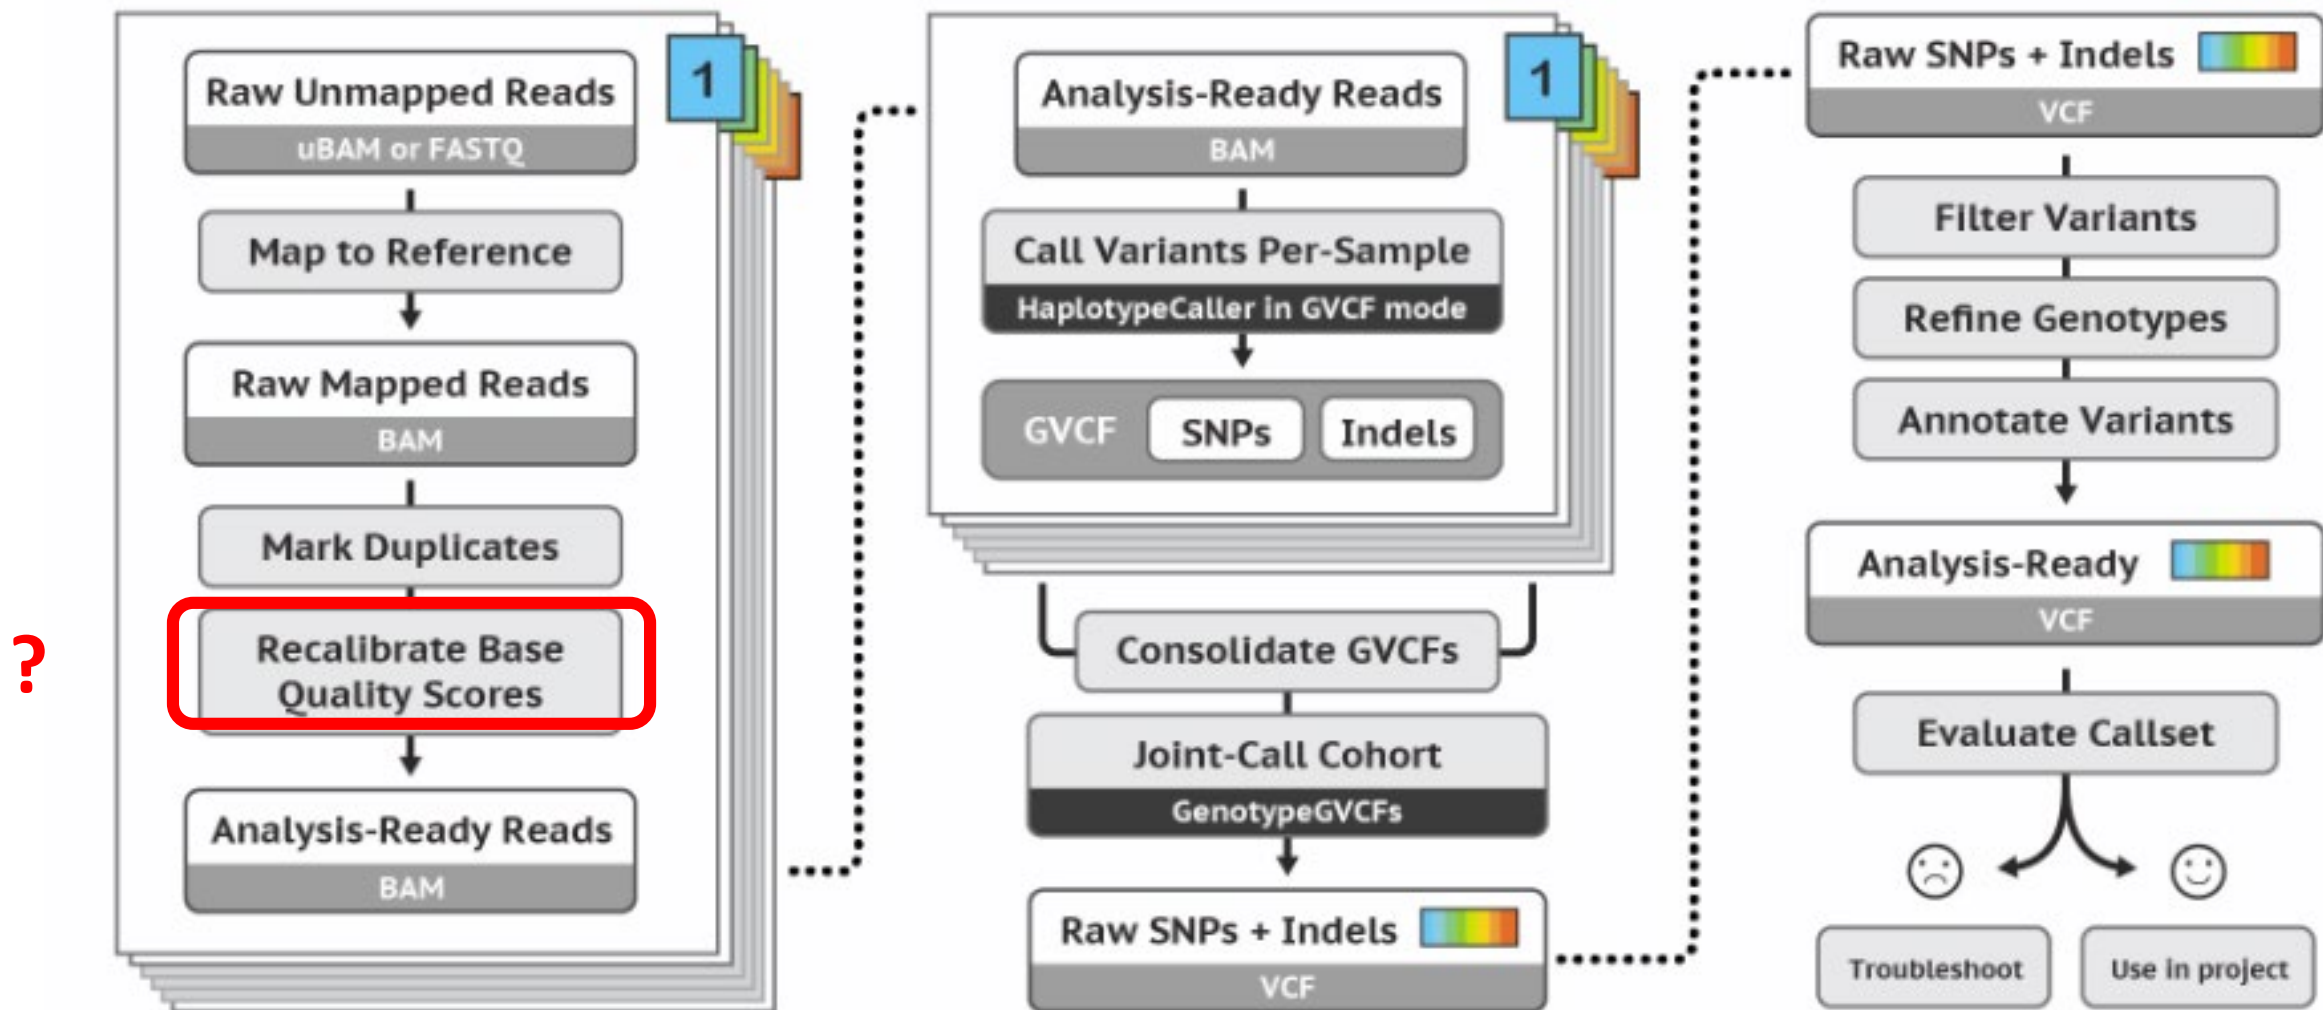 1
Raw Unmapped Reads
uBAM or FASTQ
Map to Reference
Raw Mapped Reads
BAM
Mark Duplicates
?
Recalibrate Base
Quality Scores
Analysis-Ready Reads
BAM
1
Analysis-Ready Reads
BAM
Call Variants Per-Sample
HaplotypeCaller in GVCF mode
GVCF SNPs Indels
Consolidate GVCFs
Joint-Call Cohort
GenotypeGVCFs
Raw SNPs + Indels
VCF
Raw SNPs + Indels
VCF
Filter Variants
Refine Genotypes
Annotate Variants
Analysis-Ready
VCF
Evaluate Callset
Troubleshoot
Use in project